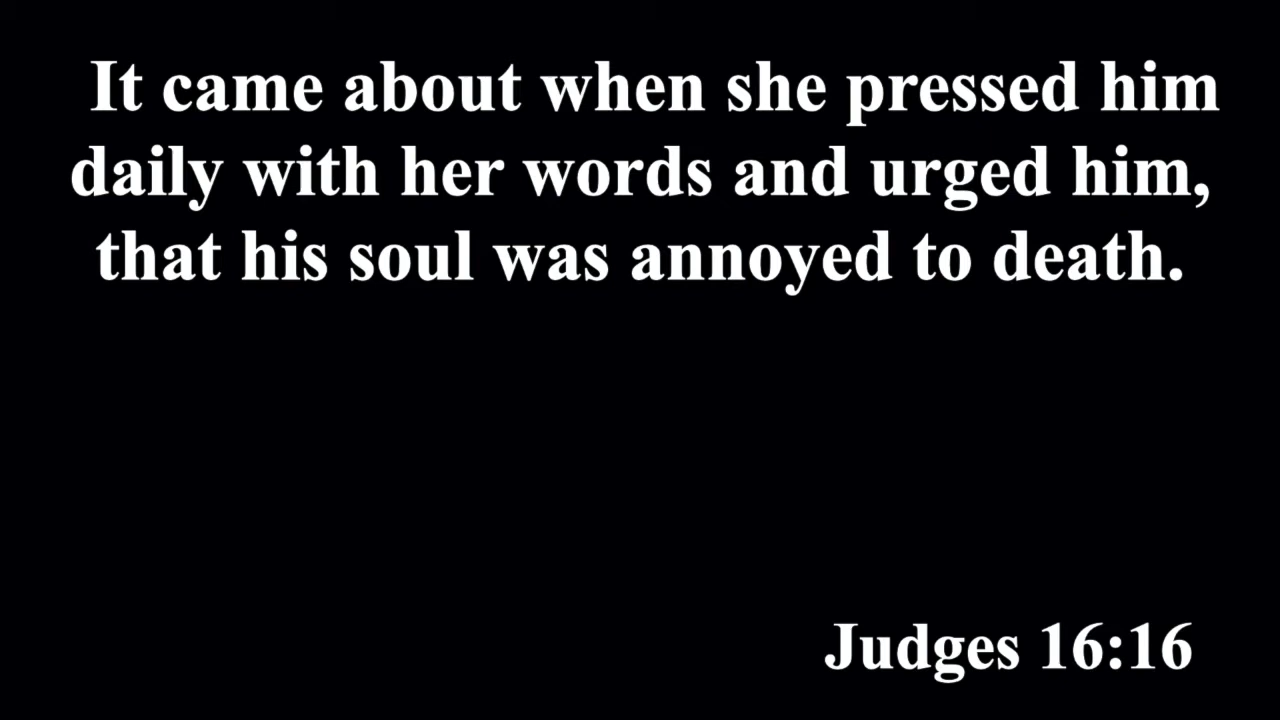 It came about when she pressed him
daily with her words and urged him,
that his soul was annoyed to death.
Judges 16:16